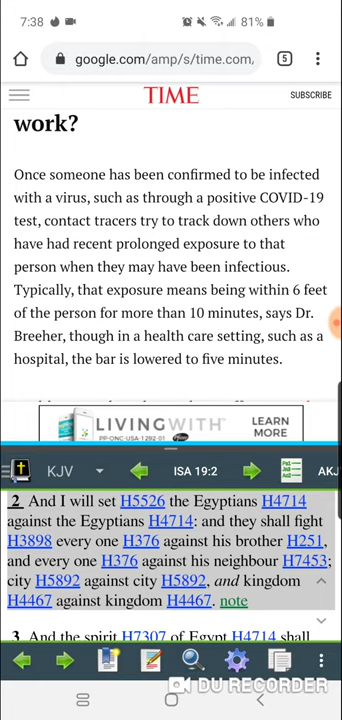 7:38
81%
google.com/amp/s/time.com,
5
TIME
SUBSCRIBE
work?
Once someone has been confirmed to be infected
with a virus, such as through a positive COVID-19
test, contact tracers try to track down others who
have had recent prolonged exposure to that
person when they may have been infectious.
Typically, that exposure means being within 6 feet
of the person for more than 10 minutes, says Dr.
Breeher, though in a health care setting, such as a
hospital, the bar is lowered to five minutes.
LIVINGWITH
PP-ONC-USA-1292-01
Pfizer
LEARN
MORE
KJV
ISA 19:2
AKJ
2 And I will set H5526 the Egyptians H4714
against the Egyptians H4714: and they shall fight
H3898 every one H376 against his brother H251,
and every one H376 against his neighbour H7453;
city H5892 against city H5892, and kingdom
H4467 against kingdom H4467. note
3 And the spirit H7307 of Egypt H4714 shall
DU RECORDER